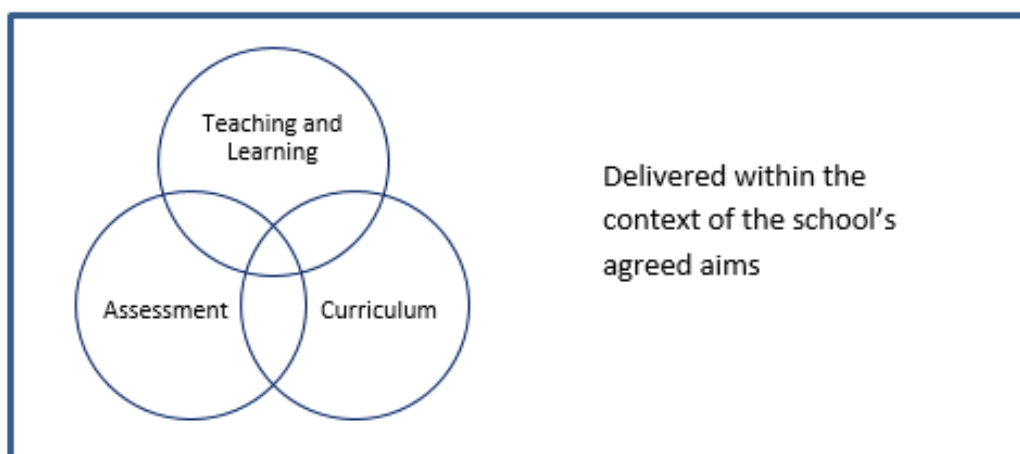 Teaching and
Learning
Assessment
Curriculum
Delivered within the
context of the school’s
agreed aims